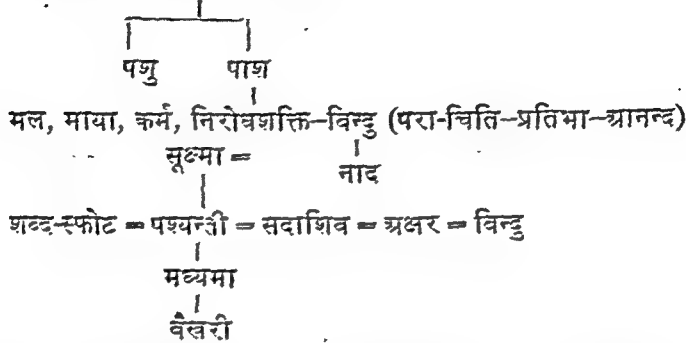 पशु पाश
मल, माया, कर्म, निरोधशक्ति–विन्दु (परा-चिति–प्रतिभा–आनन्द)
सूक्ष्मा = नाद
शब्द-स्फोट = पश्यन्ती = सदाशिव = अक्षर = विन्दु
मध्यमा
वैखरी